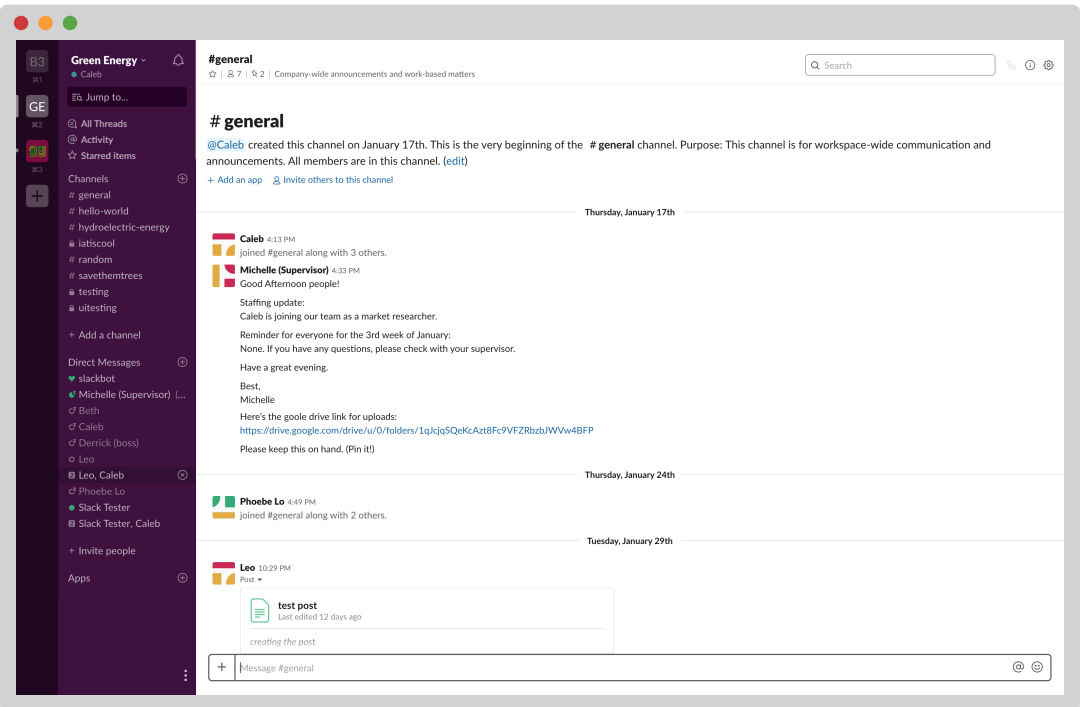 B3
⌘1
GE
⌘2
⌘3
Green Energy
Caleb
Jump to...
All Threads
Activity
Starred items
Channels
# general
# hello-world
# hydroelectric-energy
iatiscool
# random
# savethemtrees
testing
uitesting
+ Add a channel
Direct Messages
slackbot
Michelle (Supervisor) (...
Beth
Caleb
Derrick (boss)
Leo
2 Leo, Caleb
Phoebe Lo
Slack Tester
2 Slack Tester, Caleb
+ Invite people
Apps
#general
7 | 2 | Company-wide announcements and work-based matters
Search
# general
@Caleb created this channel on January 17th. This is the very beginning of the # general channel. Purpose: This channel is for workspace-wide communication and
announcements. All members are in this channel. (edit)
+ Add an app Invite others to this channel
Thursday, January 17th
Caleb 4:13 PM
joined #general along with 3 others.
Michelle (Supervisor) 4:33 PM
Good Afternoon people!
Staffing update:
Caleb is joining our team as a market researcher.
Reminder for everyone for the 3rd week of January:
None. If you have any questions, please check with your supervisor.
Have a great evening.
Best,
Michelle
Here's the goole drive link for uploads:
https://drive.google.com/drive/u/0/folders/1qJcjqSQeKcAzt8Fc9VFZRbzbJWVw4BFP
Please keep this on hand. (Pin it!)
Thursday, January 24th
Phoebe Lo 4:49 PM
joined #general along with 2 others.
Tuesday, January 29th
Leo 10:29 PM
Post
test post
Last edited 12 days ago
creating the post
+ Message #general